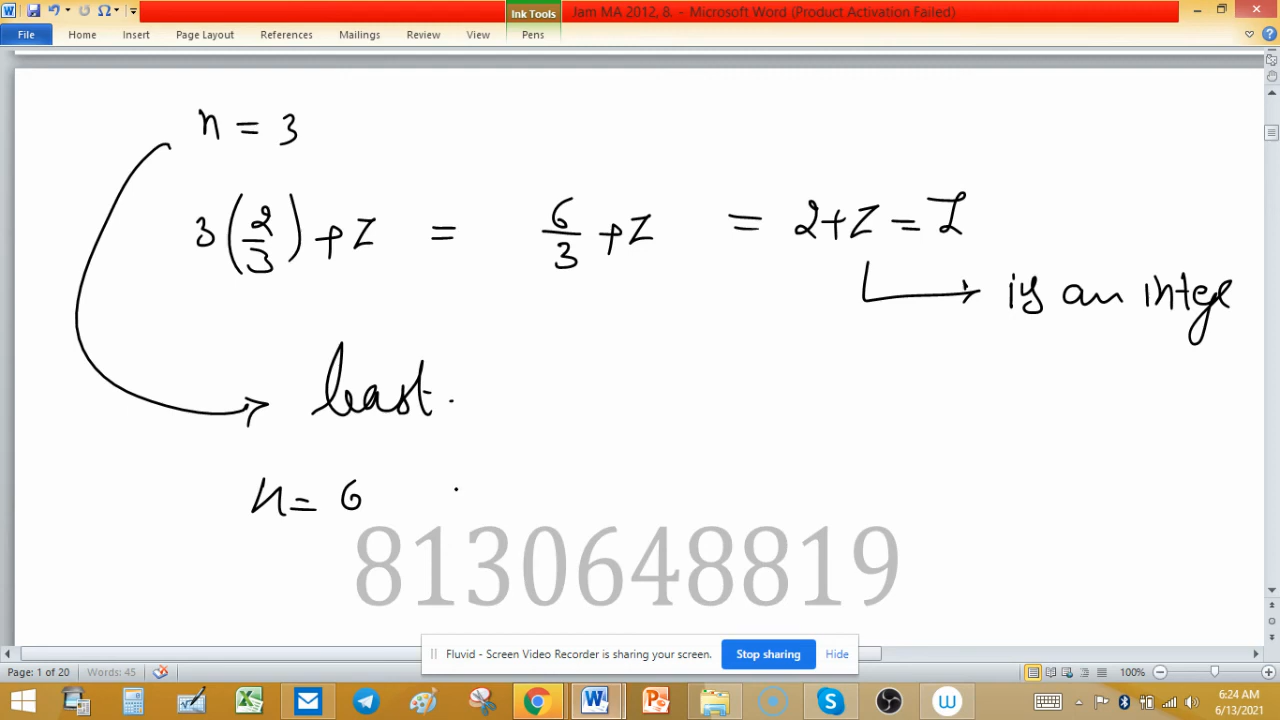 Ink Tools
Jam MA 2012, 8. - Microsoft Word (Product Activation Failed)
File Home Insert Page Layout References Mailings Review View Pens
n = 3
3(2/3) + Z = 6/3 + Z = 2+Z = Z
is an intege
least.
n = 6
8130648819
Fluvid - Screen Video Recorder is sharing your screen. Stop sharing Hide
Page: 1 of 20 Words: 45 100%
6:24 AM
6/13/2021